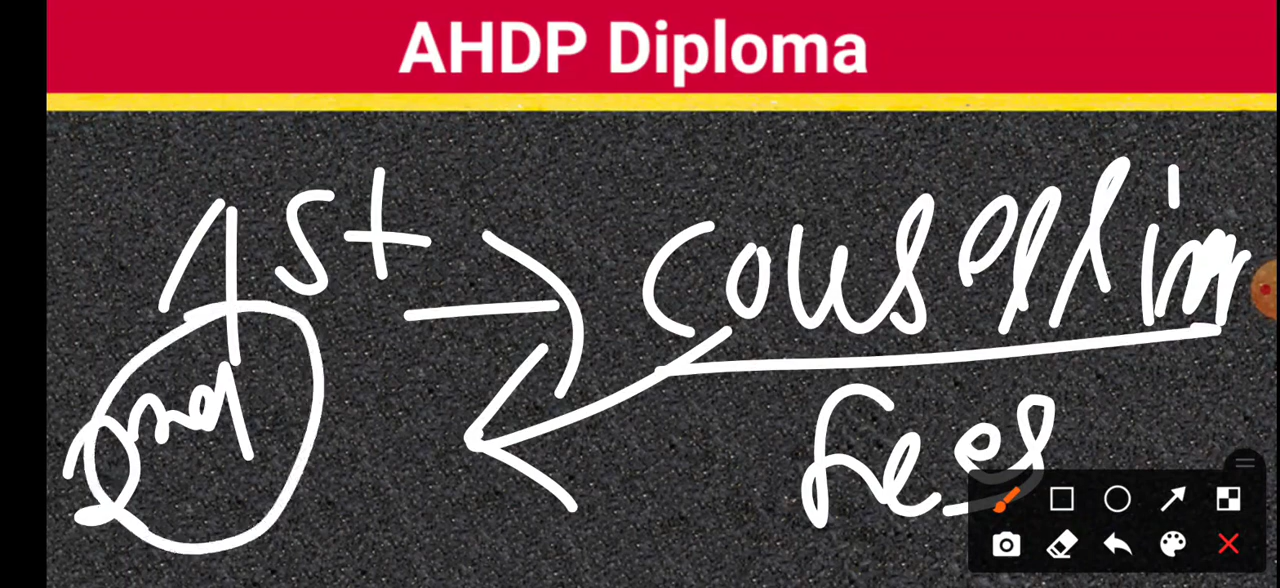 AHDP Diploma
1st → counselling
2nd fees